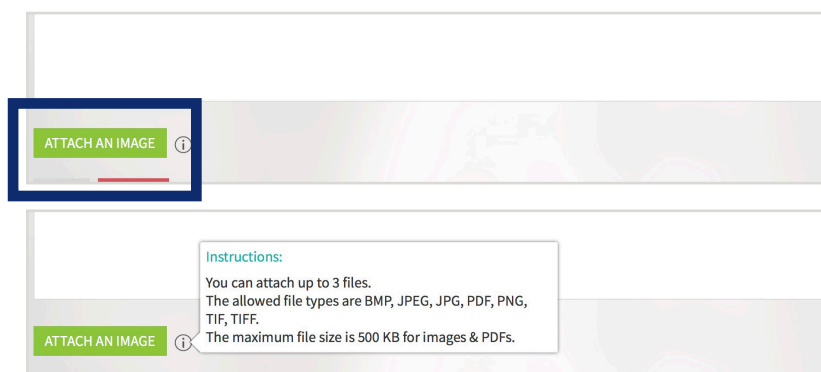 ATTACH AN IMAGE
Instructions:
You can attach up to 3 files.
The allowed file types are BMP, JPEG, JPG, PDF, PNG,
TIF, TIFF.
The maximum file size is 500 KB for images & PDFs.
ATTACH AN IMAGE